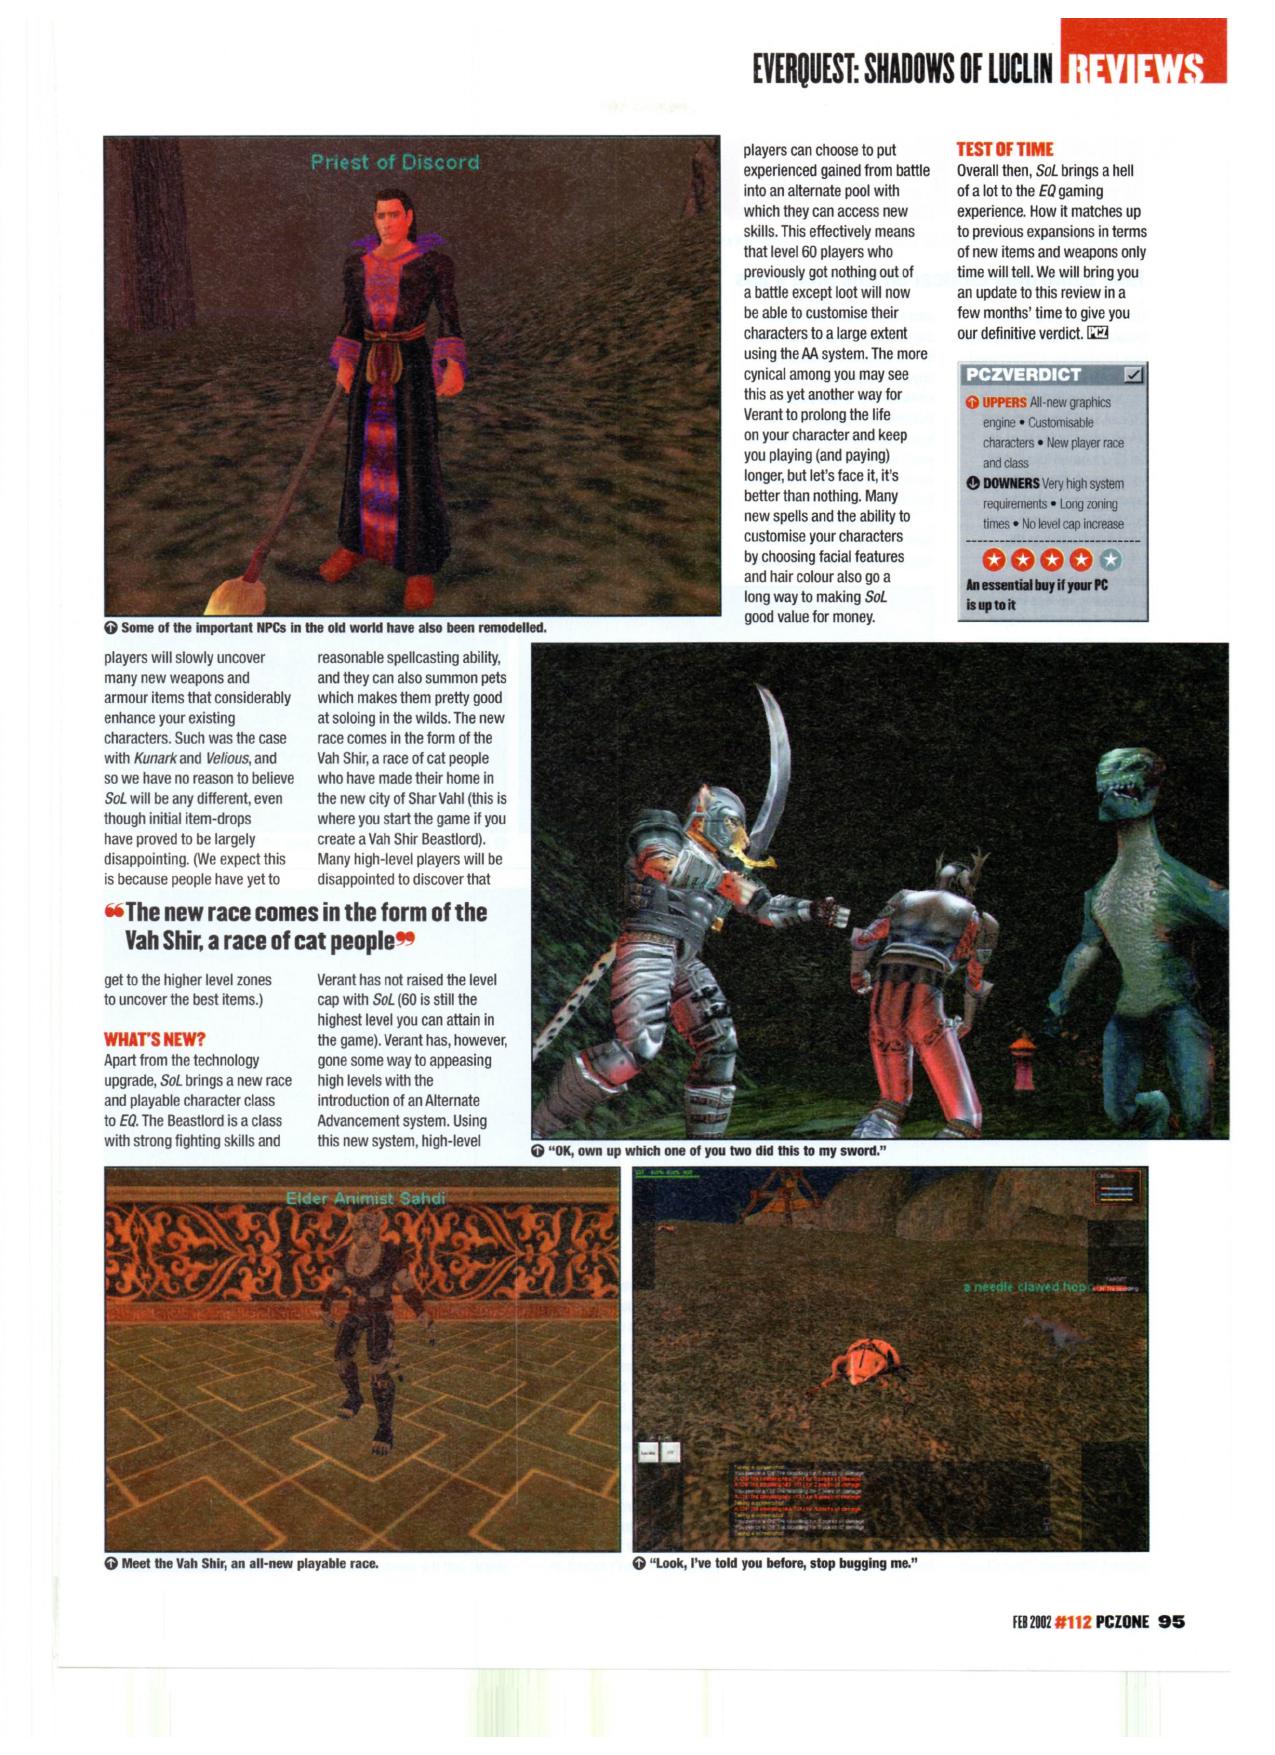 EVERQUEST: SHADOWS OF LUCLIN REVIEWS
Priest of Discord
Some of the important NPCs in the old world have also been remodelled.
players will slowly uncover
many new weapons and
armour items that considerably
enhance your existing
characters. Such was the case
with Kunark and Velious, and
so we have no reason to believe
SoL will be any different, even
though initial item-drops
have proved to be largely
disappointing. (We expect this
is because people have yet to
get to the higher level zones
to uncover the best items.)
WHAT'S NEW?
Apart from the technology
upgrade, SoL brings a new race
and playable character class
to EQ. The Beastlord is a class
with strong fighting skills and
reasonable spellcasting ability,
and they can also summon pets
which makes them pretty good
at soloing in the wilds. The new
race comes in the form of the
Vah Shir, a race of cat people
who have made their home in
the new city of Shar Vahl (this is
where you start the game if you
create a Vah Shir Beastlord).
Many high-level players will be
disappointed to discover that
Verant has not raised the level
cap with SoL (60 is still the
highest level you can attain in
the game). Verant has, however,
gone some way to appeasing
high levels with the
introduction of an Alternate
Advancement system. Using
this new system, high-level
“The new race comes in the form of the
Vah Shir, a race of cat people”
players can choose to put
experienced gained from battle
into an alternate pool with
which they can access new
skills. This effectively means
that level 60 players who
previously got nothing out of
a battle except loot will now
be able to customise their
characters to a large extent
using the AA system. The more
cynical among you may see
this as yet another way for
Verant to prolong the life
on your character and keep
you playing (and paying)
longer, but let's face it, it's
better than nothing. Many
new spells and the ability to
customise your characters
by choosing facial features
and hair colour also go a
long way to making SoL
good value for money.
TEST OF TIME
Overall then, SoL brings a hell
of a lot to the EQ gaming
experience. How it matches up
to previous expansions in terms
of new items and weapons only
time will tell. We will bring you
an update to this review in a
few months' time to give you
our definitive verdict. PCZ
PCZVERDICT
UPPERS All-new graphics
engine • Customisable
characters • New player race
and class
DOWNERS Very high system
requirements • Long zoning
times • No level cap increase
An essential buy if your PC
is up to it
“OK, own up which one of you two did this to my sword.”
Elder Animist Sahdi
Meet the Vah Shir, an all-new playable race.
a needle clawed
TARGET
“Look, I've told you before, stop bugging me.”
FEB 2002 #112 PCZONE 95